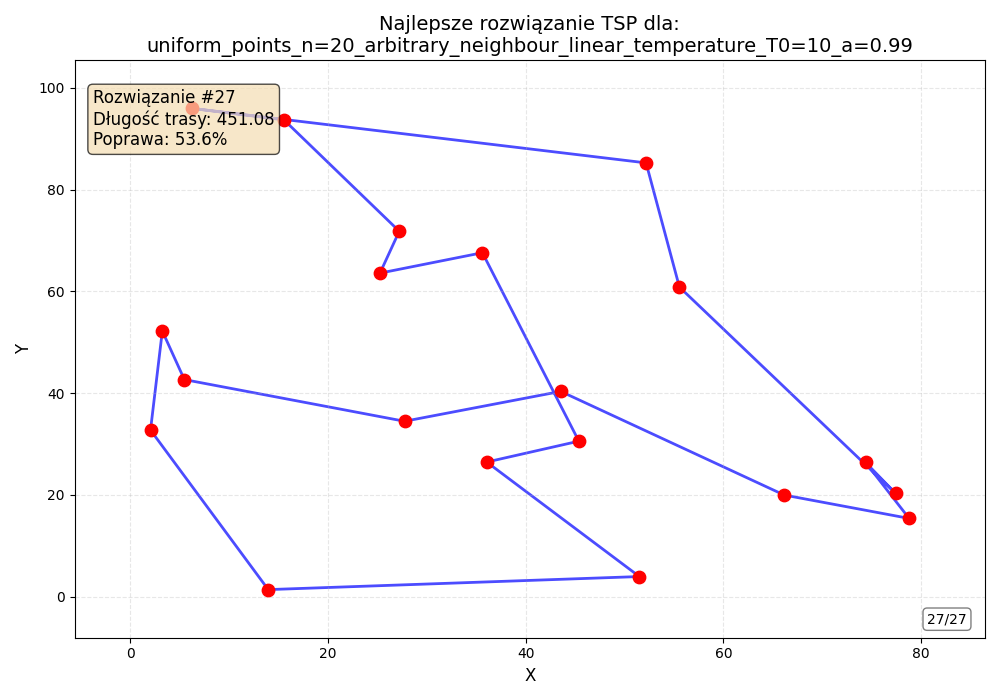 Najlepsze rozwiązanie TSP dla:
uniform_points_n=20_arbitrary_neighbour_linear_temperature_T0=10_a=0.99
Rozwiązanie #27
Długość trasy: 451.08
Poprawa: 53.6%
100
80
60
40
20
0
Y
27/27
0 20 40 60 80
X